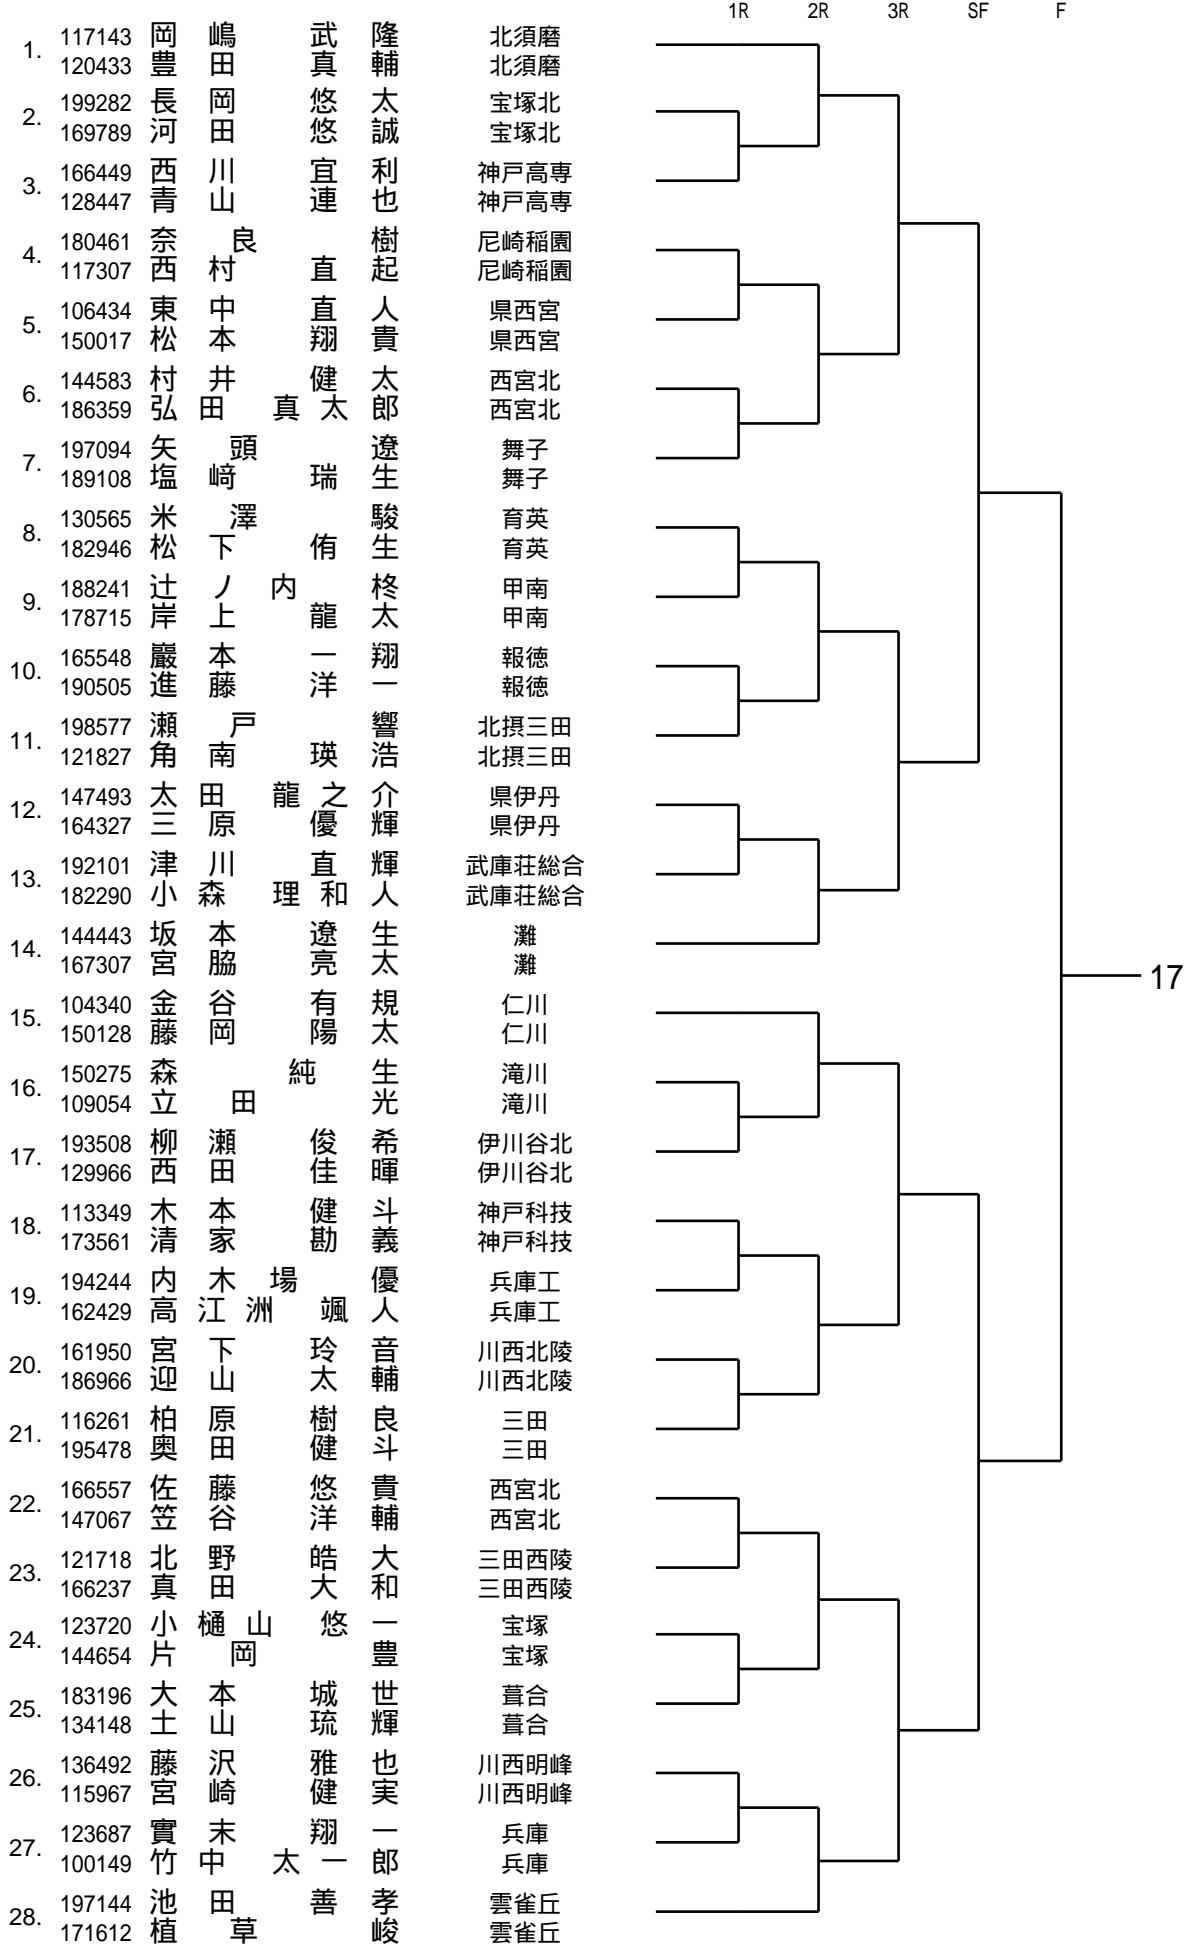 1R 2R 3R SF F
1. 117143 岡嶋 武隆 北須磨
120433 豊田 真輔 北須磨
2. 199282 長岡 悠太 宝塚北
169789 河田 悠誠 宝塚北
3. 166449 西川 宜利 神戸高専
128447 青山 連也 神戸高専
4. 180461 奈良 樹 尼崎稲園
117307 西村 直起 尼崎稲園
5. 106434 東中 直人 県西宮
150017 松本 翔貴 県西宮
6. 144583 村井 健太 西宮北
186359 弘田 真太郎 西宮北
7. 197094 矢頭 遼 舞子
189108 塩﨑 瑞生 舞子
8. 130565 米澤 駿 育英
182946 松下 侑生 育英
9. 188241 辻ノ内 柊 甲南
178715 岸上 龍太 甲南
10. 165548 巖本 一翔 報徳
190505 進藤 洋一 報徳
11. 198577 瀬戸 響 北摂三田
121827 角南 瑛浩 北摂三田
12. 147493 太田 龍之介 県伊丹
164327 三原 優輝 県伊丹
13. 192101 津川 直輝 武庫荘総合
182290 小森 理和人 武庫荘総合
14. 144443 坂本 遼生 灘
167307 宮脇 亮太 灘
17
15. 104340 金谷 有規 仁川
150128 藤岡 陽太 仁川
16. 150275 森 純生 滝川
109054 立田 光 滝川
17. 193508 柳瀬 俊希 伊川谷北
129966 西田 佳暉 伊川谷北
18. 113349 木本 健斗 神戸科技
173561 清家 勘義 神戸科技
19. 194244 内木場 優 兵庫工
162429 高江洲 颯人 兵庫工
20. 161950 宮下 玲音 川西北陵
186966 迎山 太輔 川西北陵
21. 116261 柏原 樹良 三田
195478 奥田 健斗 三田
22. 166557 佐藤 悠貴 西宮北
147067 笠谷 洋輔 西宮北
23. 121718 北野 皓大 三田西陵
166237 真田 大和 三田西陵
24. 123720 小樋山 悠一 宝塚
144654 片岡 豊 宝塚
25. 183196 大本 城世 葺合
134148 土山 琉輝 葺合
26. 136492 藤沢 雅也 川西明峰
115967 宮崎 健実 川西明峰
27. 123687 實末 翔一 兵庫
100149 竹中 太一郎 兵庫
28. 197144 池田 善孝 雲雀丘
171612 植草 峻 雲雀丘